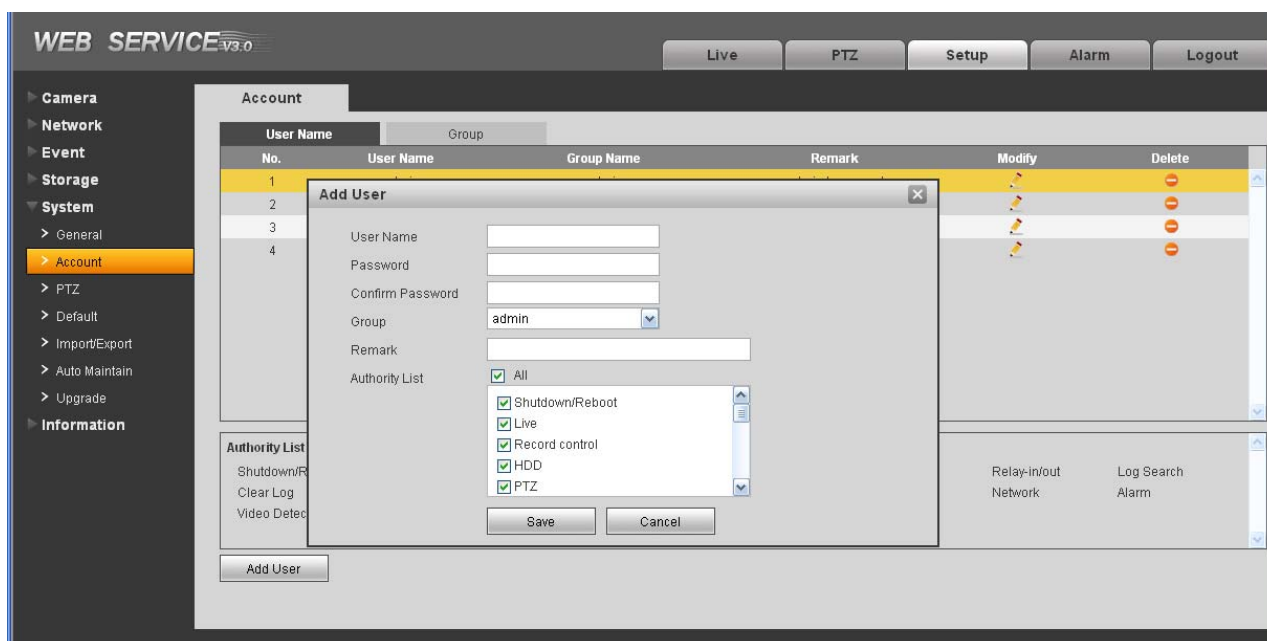 WEB SERVICE V3.0
Live PTZ Setup Alarm Logout
Camera
Network
Event
Storage
System
> General
> Account
> PTZ
> Default
> Import/Export
> Auto Maintain
> Upgrade
Information
Account
User Name Group
No. User Name Group Name Remark Modify Delete
1
2
3
4
Add User
User Name
Password
Confirm Password
Group admin
Remark
Authority List All
Shutdown/Reboot
Live
Record control
HDD
PTZ
Save Cancel
Authority List
Shutdown/R Relay-in/out Log Search
Clear Log Network Alarm
Video Detec
Add User